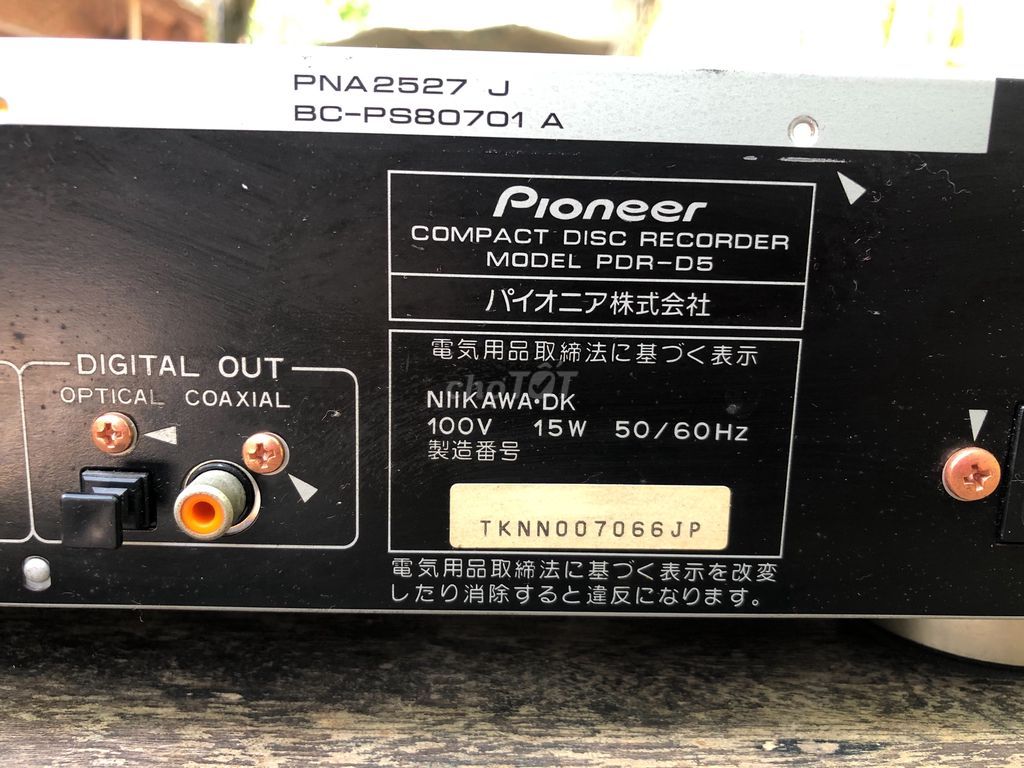 PNA2527 J
BC-PS80701 A
Pioneer
COMPACT DISC RECORDER
MODEL PDR-D5
パイオニア株式会社
電気用品取締法に基づく表示
DIGITAL OUT
OPTICAL COAXIAL
choTỐT
NIIKAWA·DK
100V 15W 50/60HZ
製造番号
TKNN007066JP
電気用品取締法に基づく表示を改変
したり消除すると違反になります。